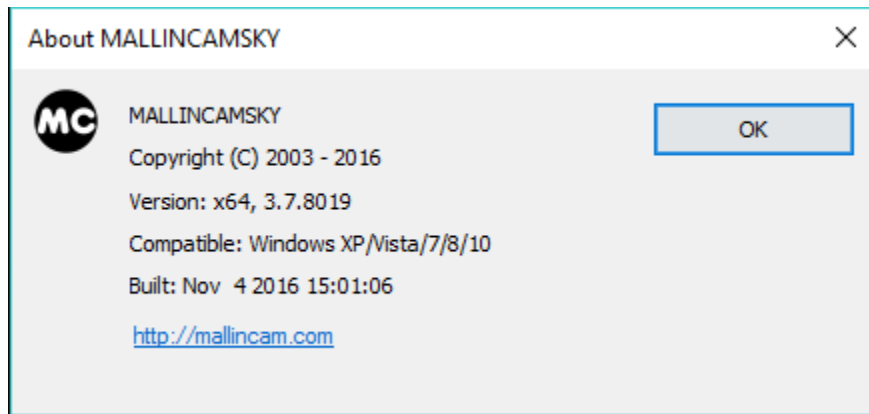 About MALLINCAMSKY
MC
MALLINCAMSKY
OK
Copyright (C) 2003 - 2016
Version: x64, 3.7.8019
Compatible: Windows XP/Vista/7/8/10
Built: Nov  4 2016 15:01:06
http://mallincam.com